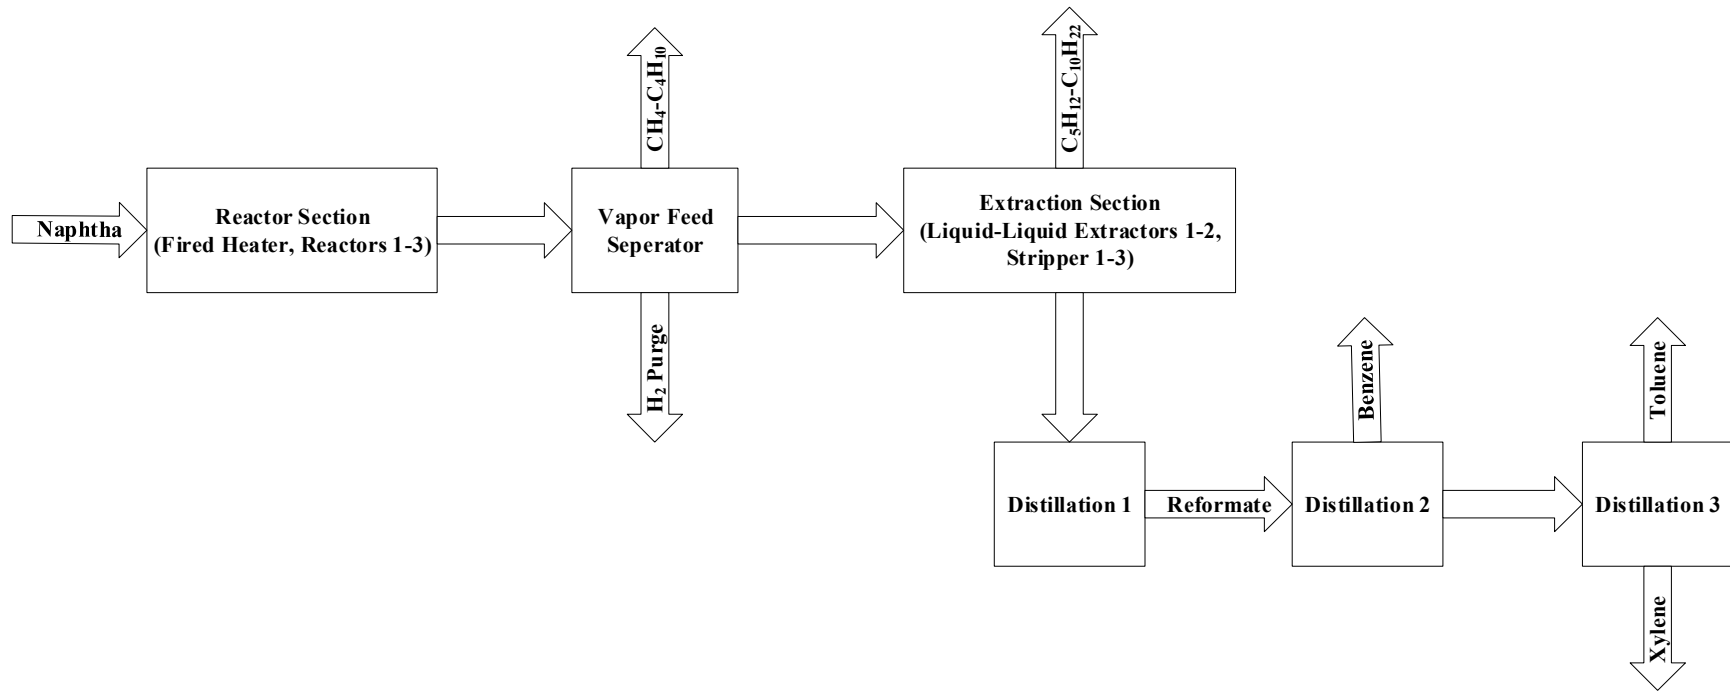 CH₄-C₄H₁₀
C₅H₁₂-C₁₀H₂₂
Naphtha
Reactor Section
(Fired Heater, Reactors 1-3)
Vapor Feed
Seperator
Extraction Section
(Liquid-Liquid Extractors 1-2,
Stripper 1-3)
H₂ Purge
Benzene
Toluene
Distillation 1
Reformate
Distillation 2
Distillation 3
Xylene